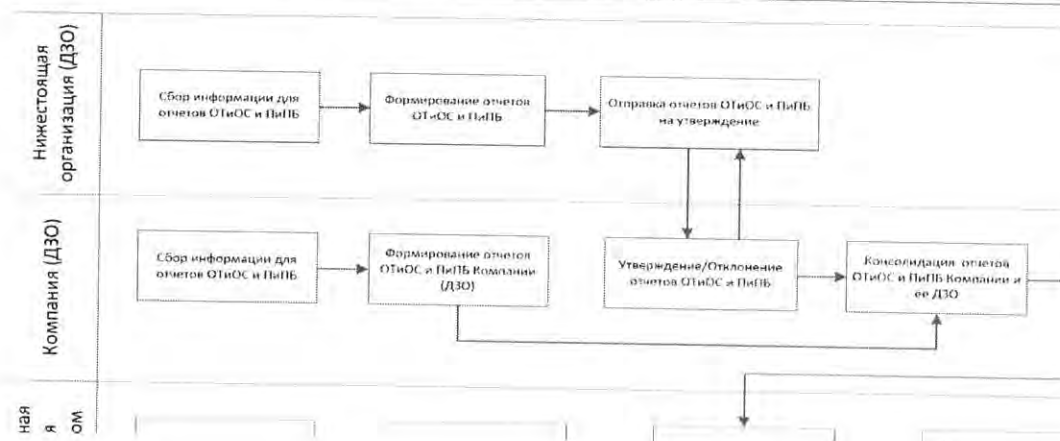 Нижестоящая
организация (ДЗО)
Сбор информации для
отчетов ОТиОС и ПиПБ
Формирование отчетов
ОТиОС и ПиПБ
Отправка отчетов ОТиОС и ПиПБ
на утверждение
Компания (ДЗО)
Сбор информации для
отчетов ОТиОС и ПиПБ
Формирование отчетов
ОТиОС и ПиПБ Компании
(ДЗО)
Утверждение/Отклонение
отчетов ОТиОС и ПиПБ
Консолидация отчетов
ОТиОС и ПиПБ Компании и
ее ДЗО
ная
я
ом